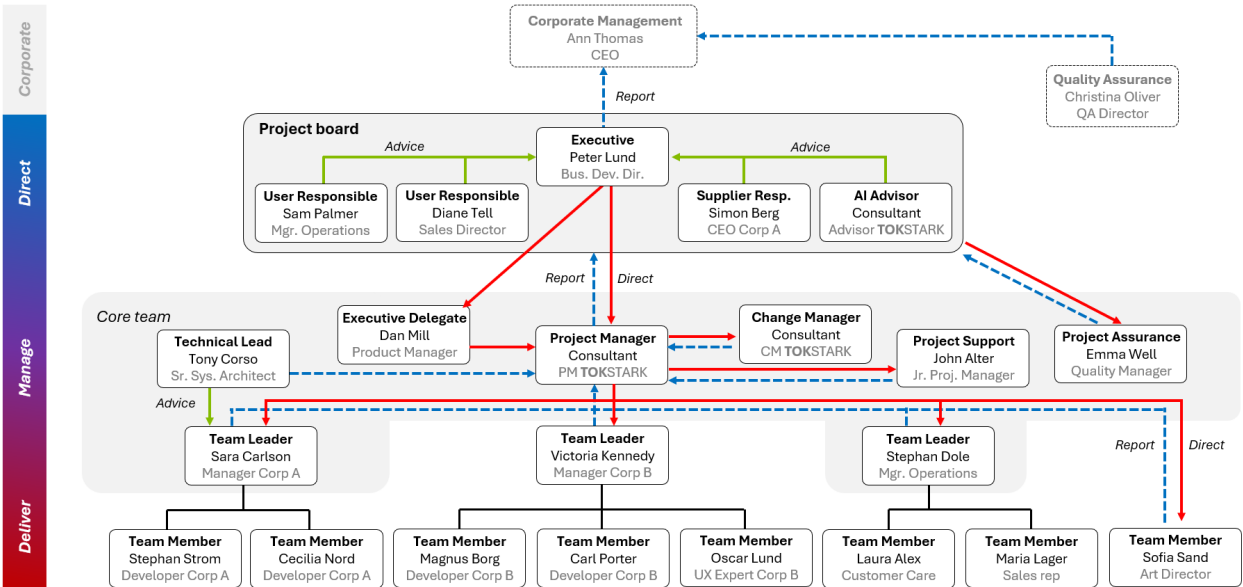 Corporate
Corporate Management
Ann Thomas
CEO
Quality Assurance
Christina Oliver
QA Director
Report
Direct
Project board
Executive
Peter Lund
Bus. Dev. Dir.
Advice
Advice
User Responsible
Sam Palmer
Mgr. Operations
User Responsible
Diane Tell
Sales Director
Supplier Resp.
Simon Berg
CEO Corp A
AI Advisor
Consultant
Advisor TOKSTARK
Report
Direct
Manage
Core team
Executive Delegate
Dan Mill
Product Manager
Technical Lead
Tony Corso
Sr. Sys. Architect
Project Manager
Consultant
PM TOKSTARK
Change Manager
Consultant
CM TOKSTARK
Project Support
John Alter
Jr. Proj. Manager
Project Assurance
Emma Well
Quality Manager
Advice
Team Leader
Sara Carlson
Manager Corp A
Team Leader
Victoria Kennedy
Manager Corp B
Team Leader
Stephan Dole
Mgr. Operations
Report
Direct
Deliver
Team Member
Stephan Strom
Developer Corp A
Team Member
Cecilia Nord
Developer Corp A
Team Member
Magnus Borg
Developer Corp B
Team Member
Carl Porter
Developer Corp B
Team Member
Oscar Lund
UX Expert Corp B
Team Member
Laura Alex
Customer Care
Team Member
Maria Lager
Sales rep
Team Member
Sofia Sand
Art Director